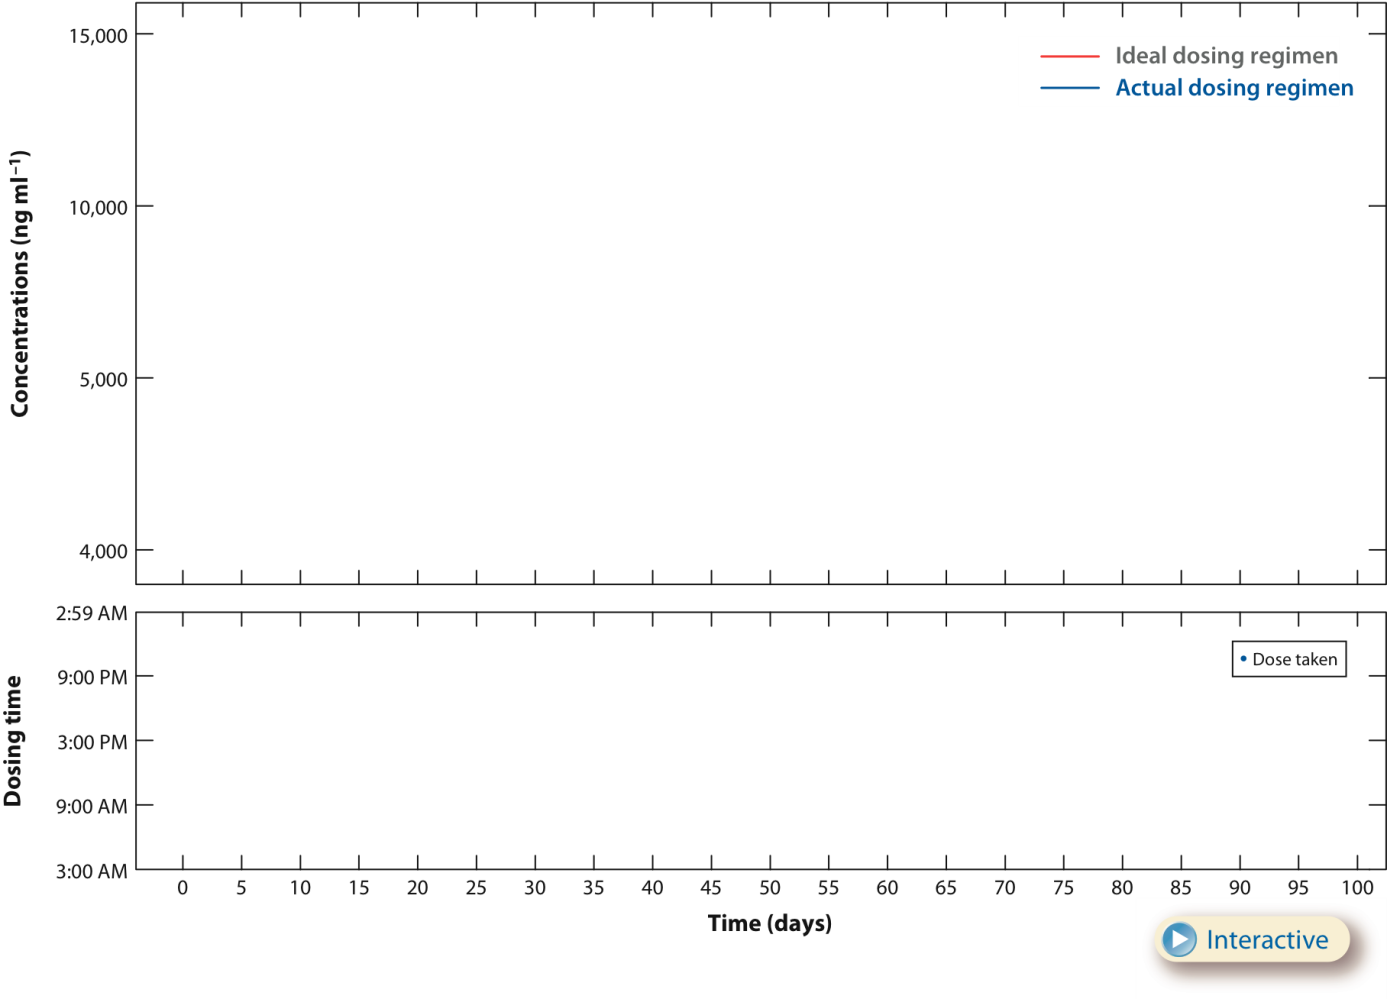 15,000
Ideal dosing regimen
Actual dosing regimen
10,000
Concentrations (ng ml⁻¹)
5,000
4,000
2:59 AM
Dose taken
9:00 PM
Dosing time
3:00 PM
9:00 AM
3:00 AM
0 5 10 15 20 25 30 35 40 45 50 55 60 65 70 75 80 85 90 95 100
Time (days)
Interactive